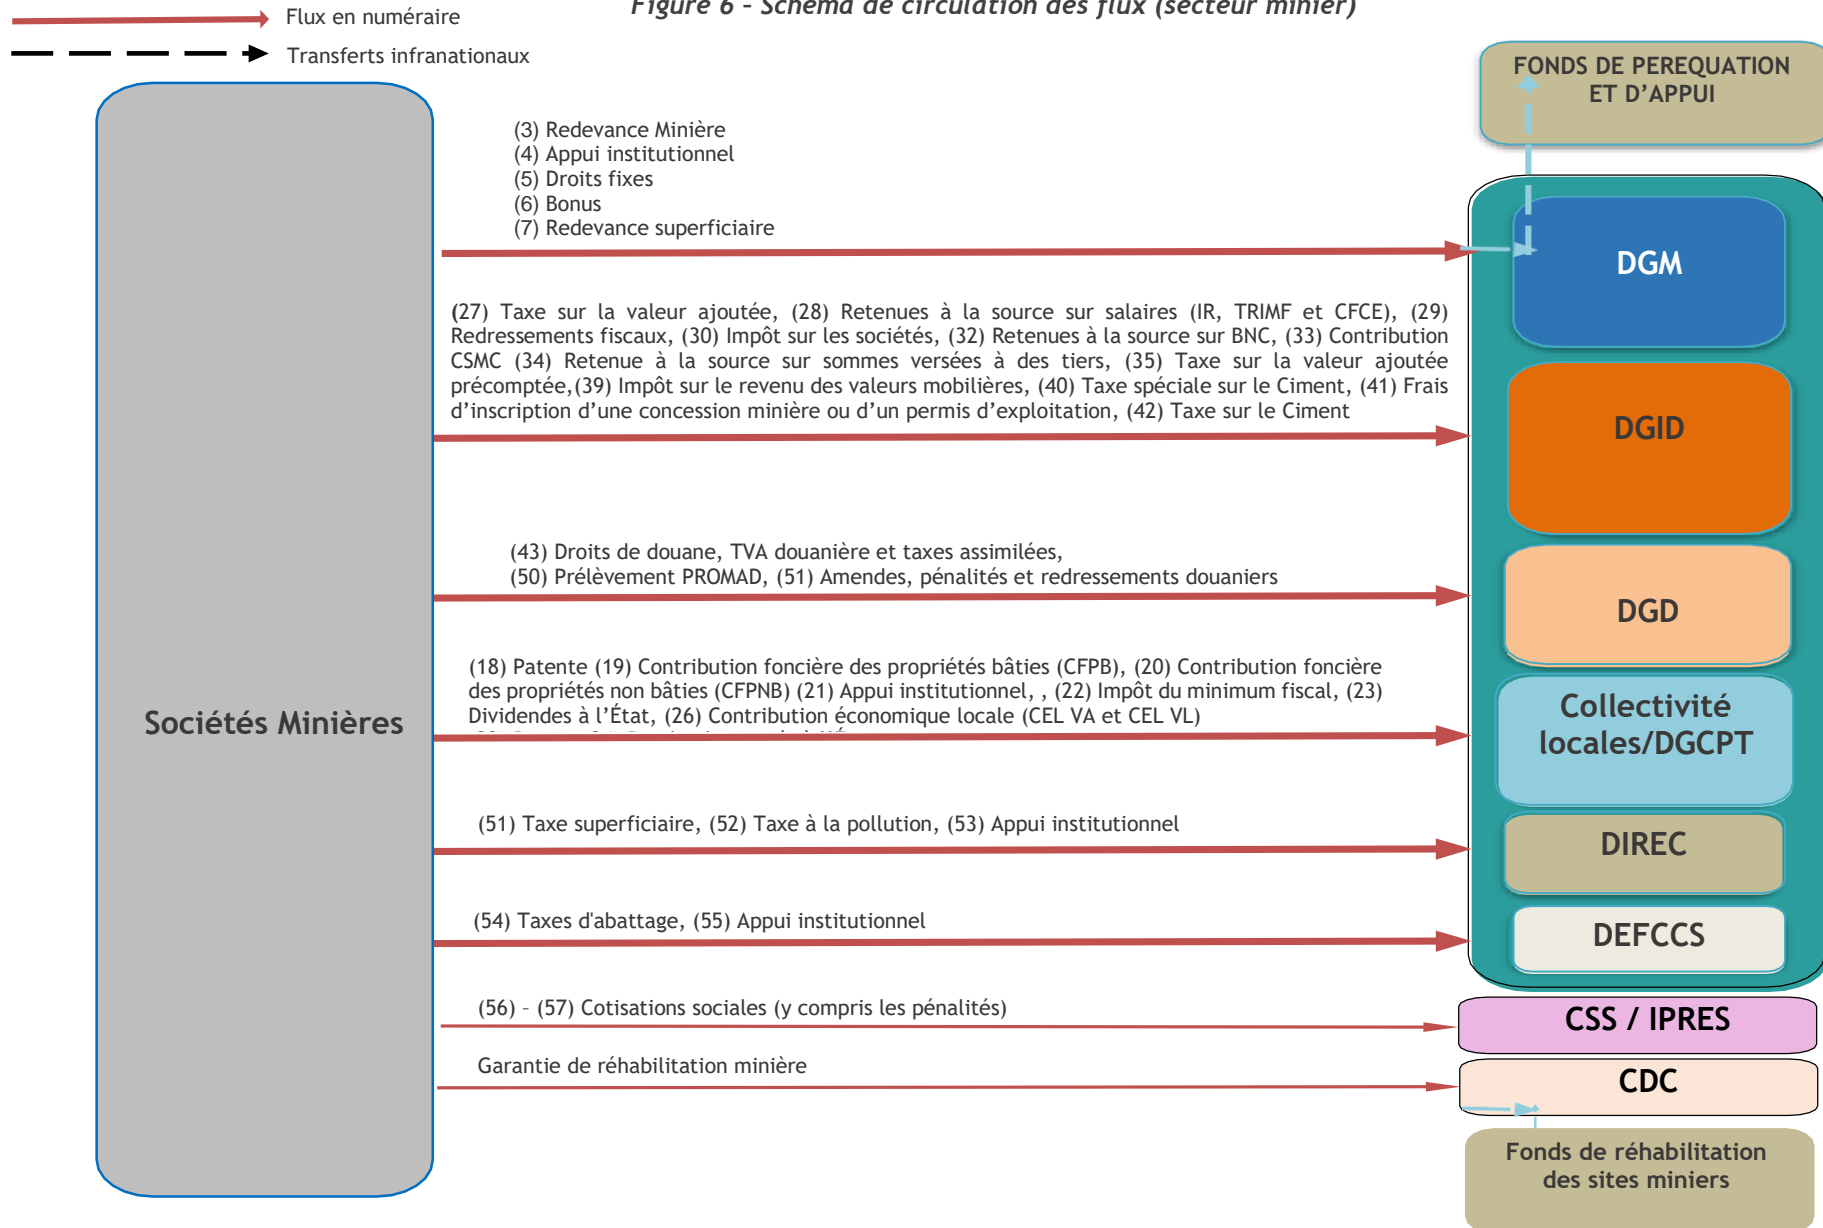 Figure 6 – Schéma de circulation des flux (secteur minier)
Flux en numéraire
Transferts infranationaux
FONDS DE PEREQUATION
ET D’APPUI
(3) Redevance Minière
(4) Appui institutionnel
(5) Droits fixes
(6) Bonus
(7) Redevance superficiaire
DGM
(27) Taxe sur la valeur ajoutée, (28) Retenues à la source sur salaires (IR, TRIMF et CFCE), (29)
Redressements fiscaux, (30) Impôt sur les sociétés, (32) Retenues à la source sur BNC, (33) Contribution
CSMC (34) Retenue à la source sur sommes versées à des tiers, (35) Taxe sur la valeur ajoutée
précomptée,(39) Impôt sur le revenu des valeurs mobilières, (40) Taxe spéciale sur le Ciment, (41) Frais
d’inscription d’une concession minière ou d’un permis d’exploitation, (42) Taxe sur le Ciment
DGID
(43) Droits de douane, TVA douanière et taxes assimilées,
(50) Prélèvement PROMAD, (51) Amendes, pénalités et redressements douaniers
DGD
(18) Patente (19) Contribution foncière des propriétés bâties (CFPB), (20) Contribution foncière
des propriétés non bâties (CFPNB) (21) Appui institutionnel, , (22) Impôt du minimum fiscal, (23)
Dividendes à l’État, (26) Contribution économique locale (CEL VA et CEL VL)
Sociétés Minières
Collectivité
locales/DGCPT
(51) Taxe superficiaire, (52) Taxe à la pollution, (53) Appui institutionnel
DIREC
(54) Taxes d'abattage, (55) Appui institutionnel
DEFCCS
(56) – (57) Cotisations sociales (y compris les pénalités)
CSS / IPRES
Garantie de réhabilitation minière
CDC
Fonds de réhabilitation
des sites miniers